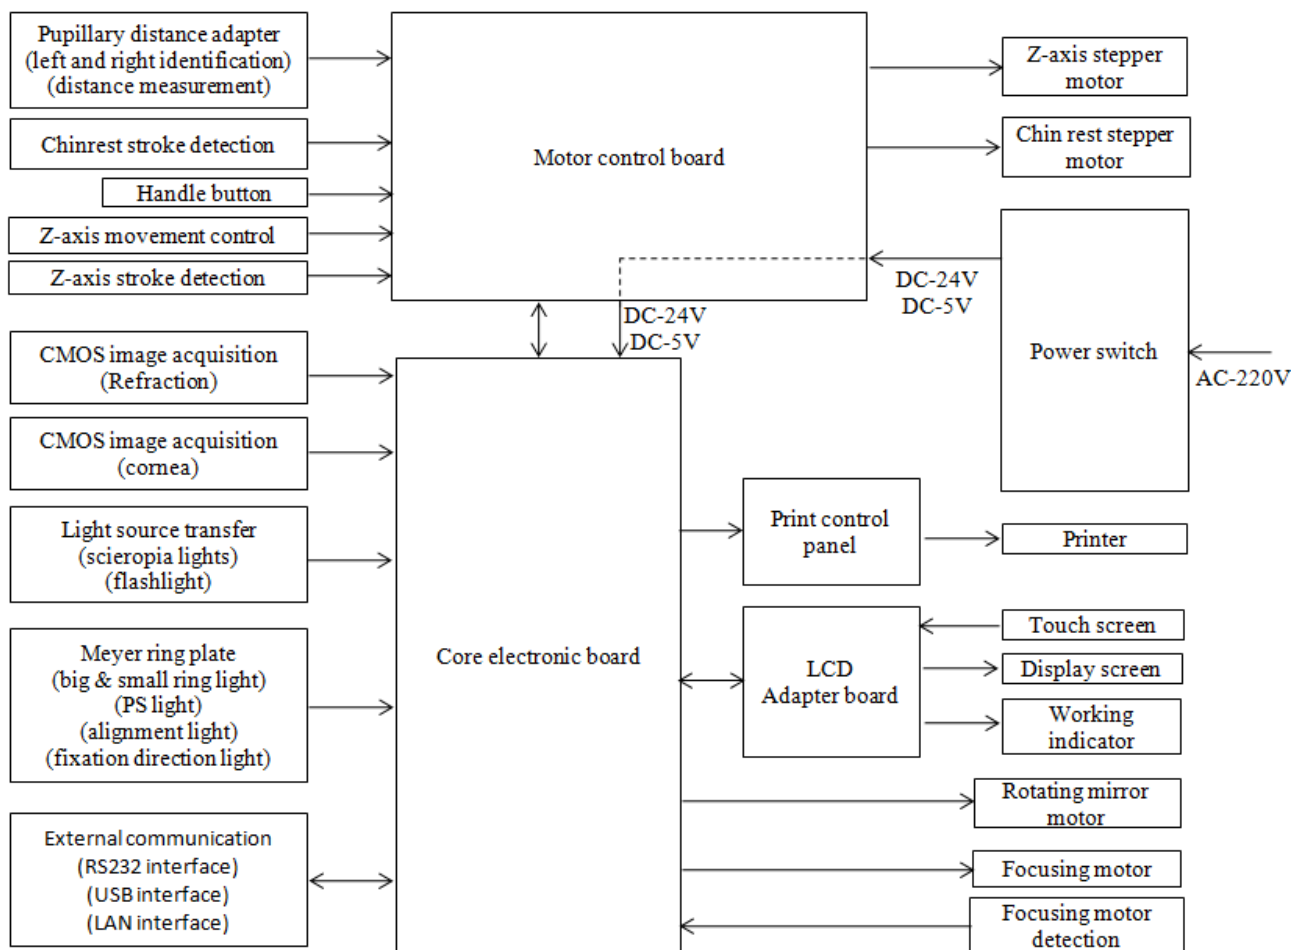 Pupillary distance adapter
(left and right identification)
(distance measurement)
Chinrest stroke detection
Handle button
Z-axis movement control
Z-axis stroke detection
Motor control board
Z-axis stepper
motor
Chin rest stepper
motor
DC-24V
DC-5V
DC-24V
DC-5V
Power switch
AC-220V
CMOS image acquisition
(Refraction)
CMOS image acquisition
(cornea)
Light source transfer
(scieropia lights)
(flashlight)
Meyer ring plate
(big & small ring light)
(PS light)
(alignment light)
(fixation direction light)
External communication
(RS232 interface)
(USB interface)
(LAN interface)
Core electronic board
Print control
panel
Printer
LCD
Adapter board
Touch screen
Display screen
Working
indicator
Rotating mirror
motor
Focusing motor
Focusing motor
detection